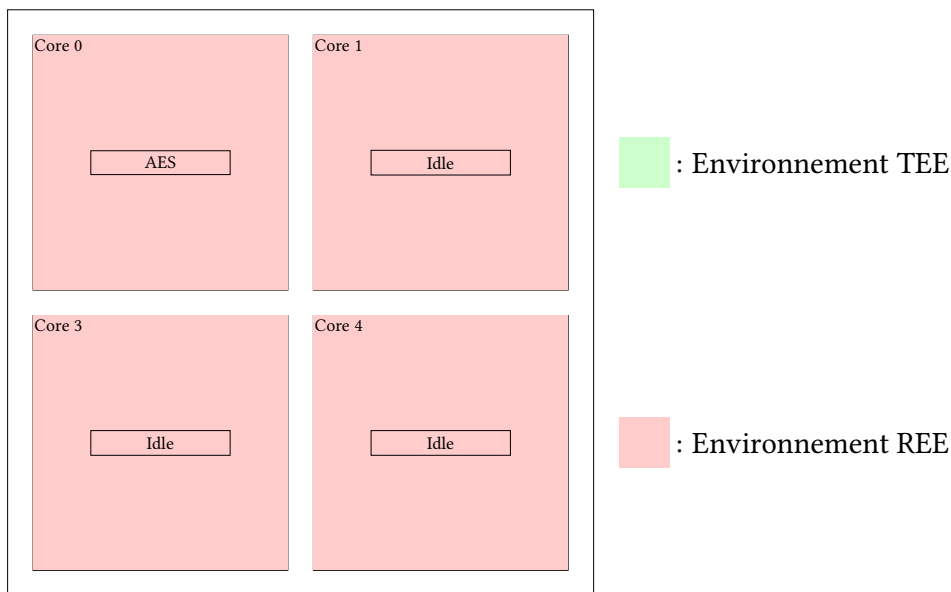 Core 0
Core 1
AES
Idle
: Environnement TEE
Core 3
Core 4
Idle
Idle
: Environnement REE